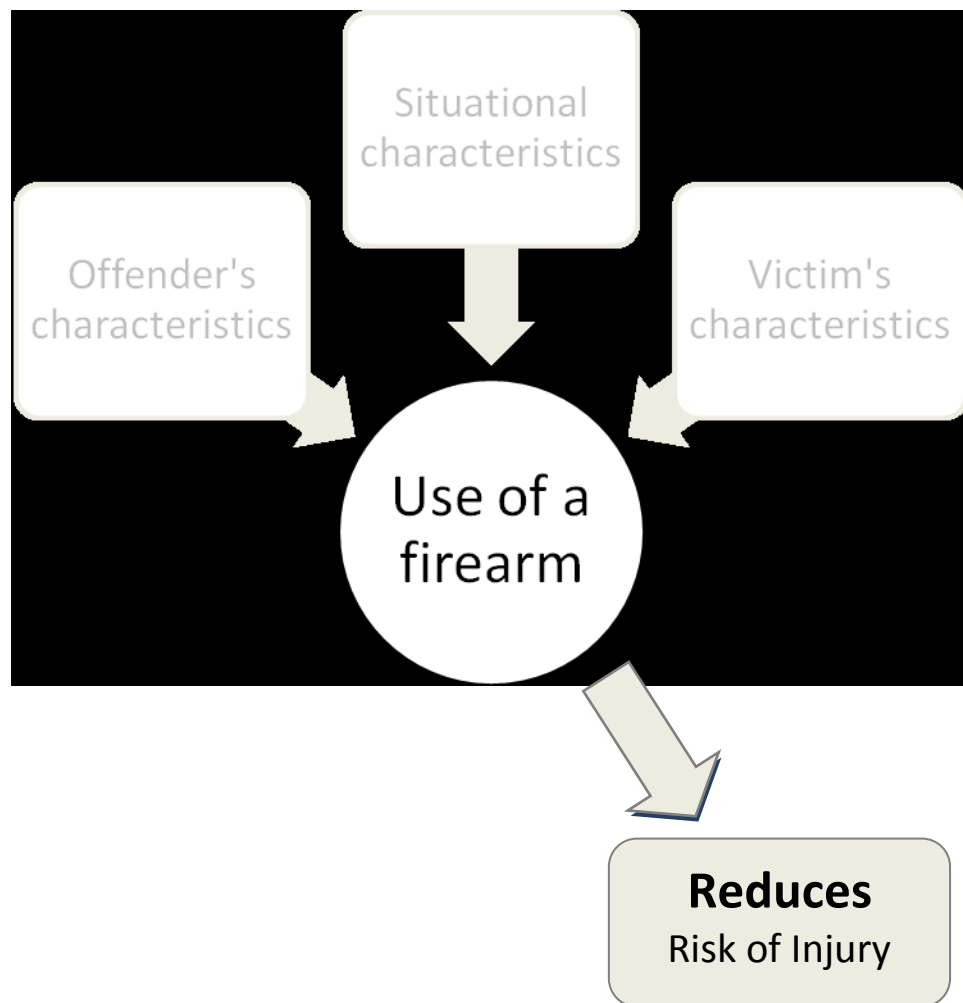 Situational
characteristics
Offender's
characteristics
Victim's
characteristics
Use of a
firearm
Reduces
Risk of Injury